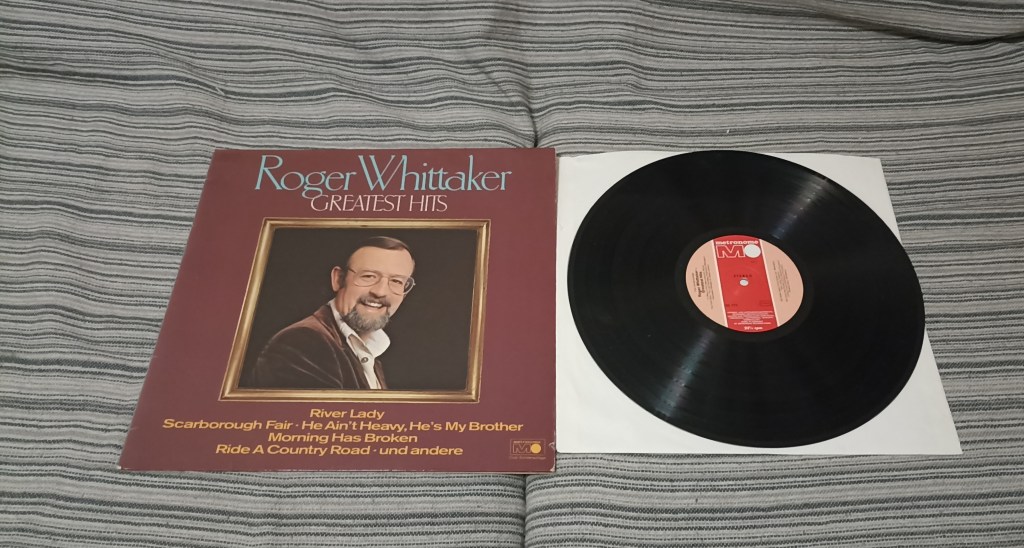 Roger Whittaker
GREATEST HITS
River Lady
Scarborough Fair · He Ain't Heavy, He's My Brother
Morning Has Broken
Ride A Country Road · und andere
metronome
STEREO